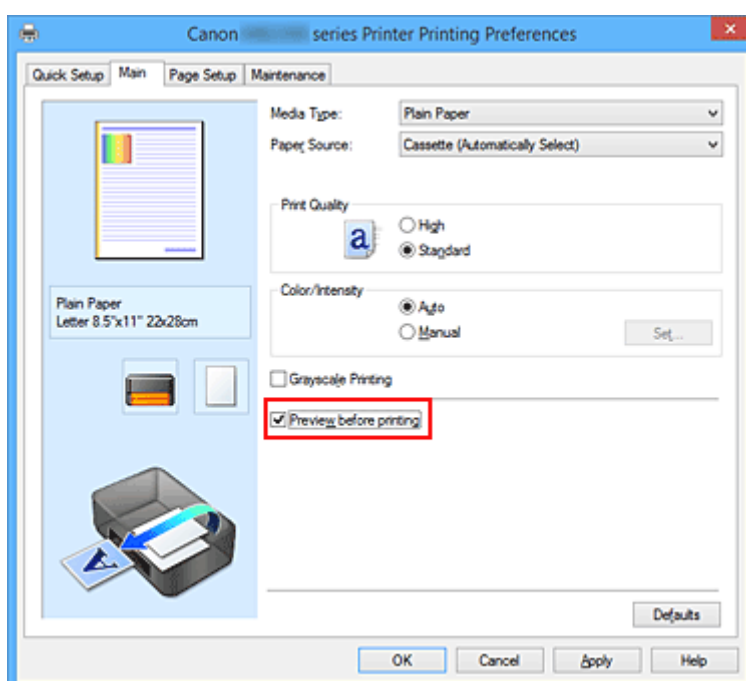 Canon series Printer Printing Preferences
Quick Setup Main Page Setup Maintenance
Media Type: Plain Paper
Paper Source: Cassette (Automatically Select)
Print Quality
a
High
Standard
Color/Intensity
Auto
Manual
Set...
Plain Paper
Letter 8.5"x11" 22x28cm
Grayscale Printing
Preview before printing
A
Defaults
OK Cancel Apply Help